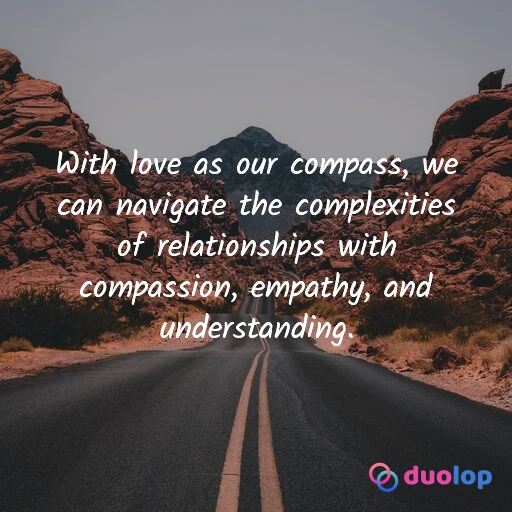 With love as our compass, we
can navigate the complexities
of relationships with
compassion, empathy, and
understanding.
duolop